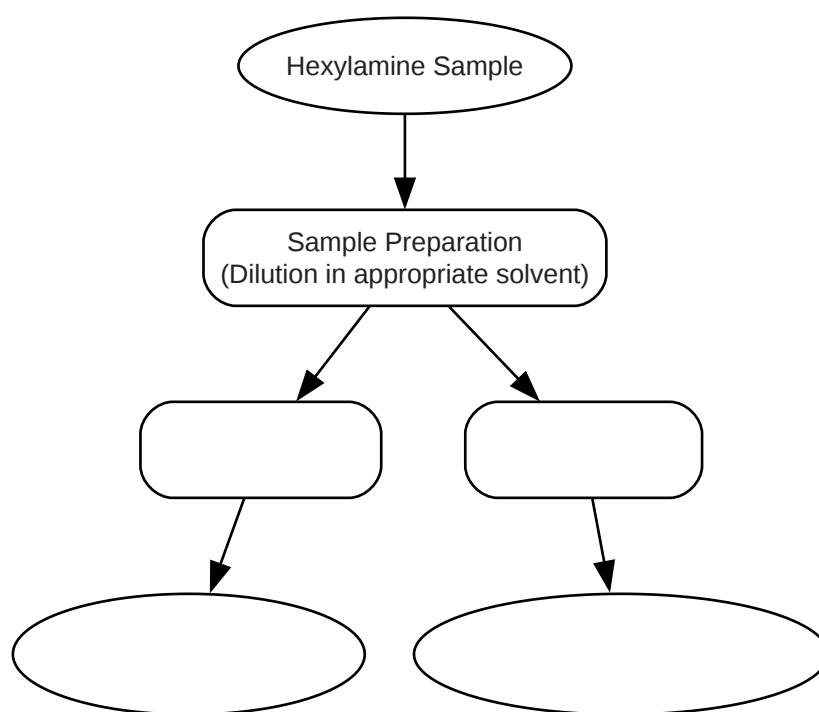 Hexylamine Sample
Sample Preparation
(Dilution in appropriate solvent)